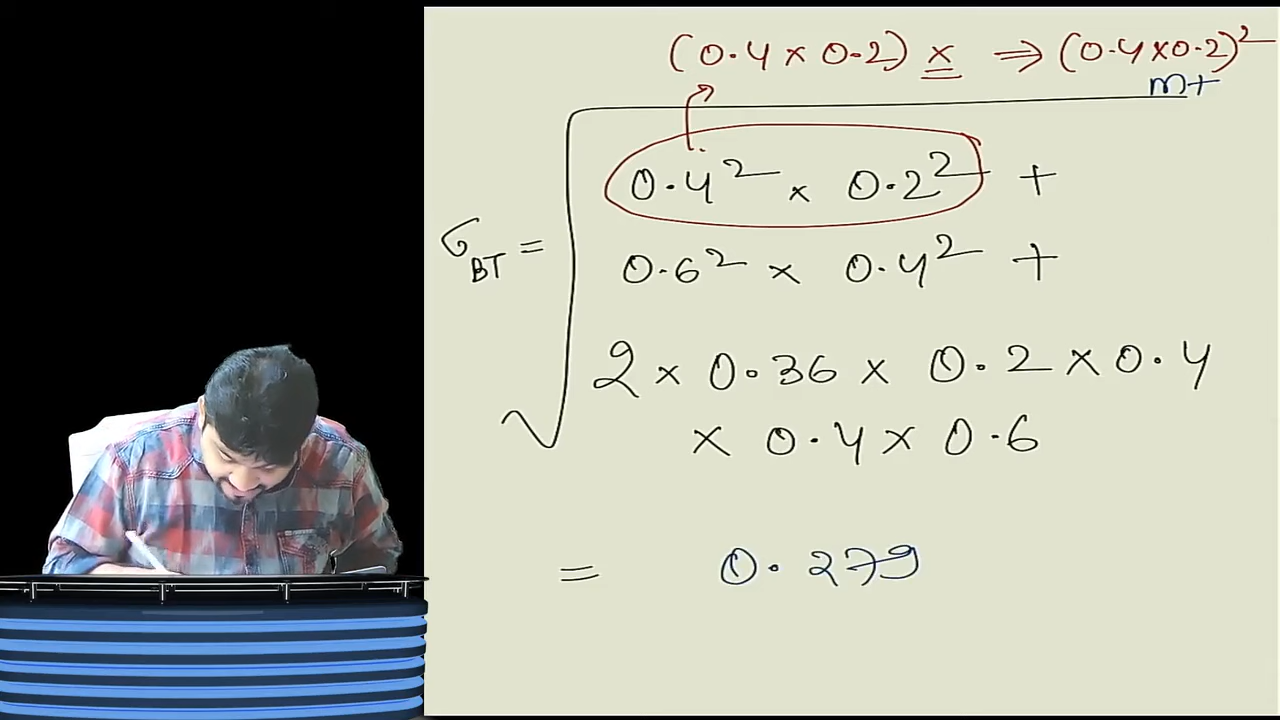 (0.4 × 0.2) × ⇒ (0.4×0.2)²
m+
0.4² × 0.2² +
σBT =
0.6² × 0.4² +
2 × 0.36 × 0.2 × 0.4
× 0.4 × 0.6
= 0.279